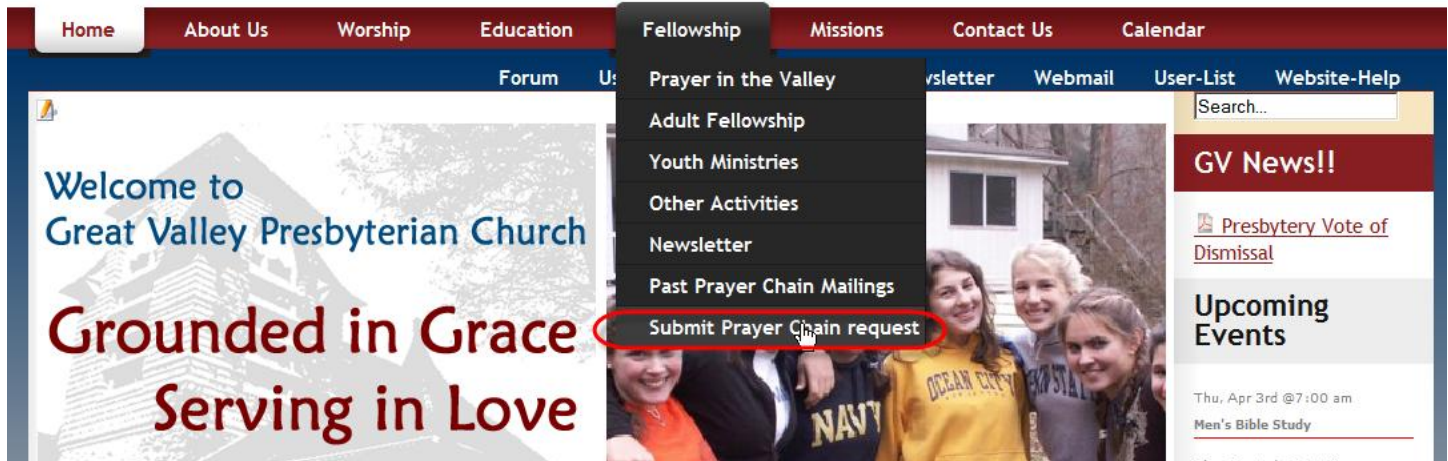 Home About Us Worship Education Fellowship Missions Contact Us Calendar
Forum Webmail User-List Website-Help
Prayer in the Valley
Adult Fellowship
Youth Ministries
Other Activities
Newsletter
Past Prayer Chain Mailings
Submit Prayer Chain request
Welcome to
Great Valley Presbyterian Church
Grounded in Grace
Serving in Love
OCEAN CITY
NAVY
Search...
GV News!!
Presbytery Vote of
Dismissal
Upcoming
Events
Thu, Apr 3rd @7:00 am
Men's Bible Study